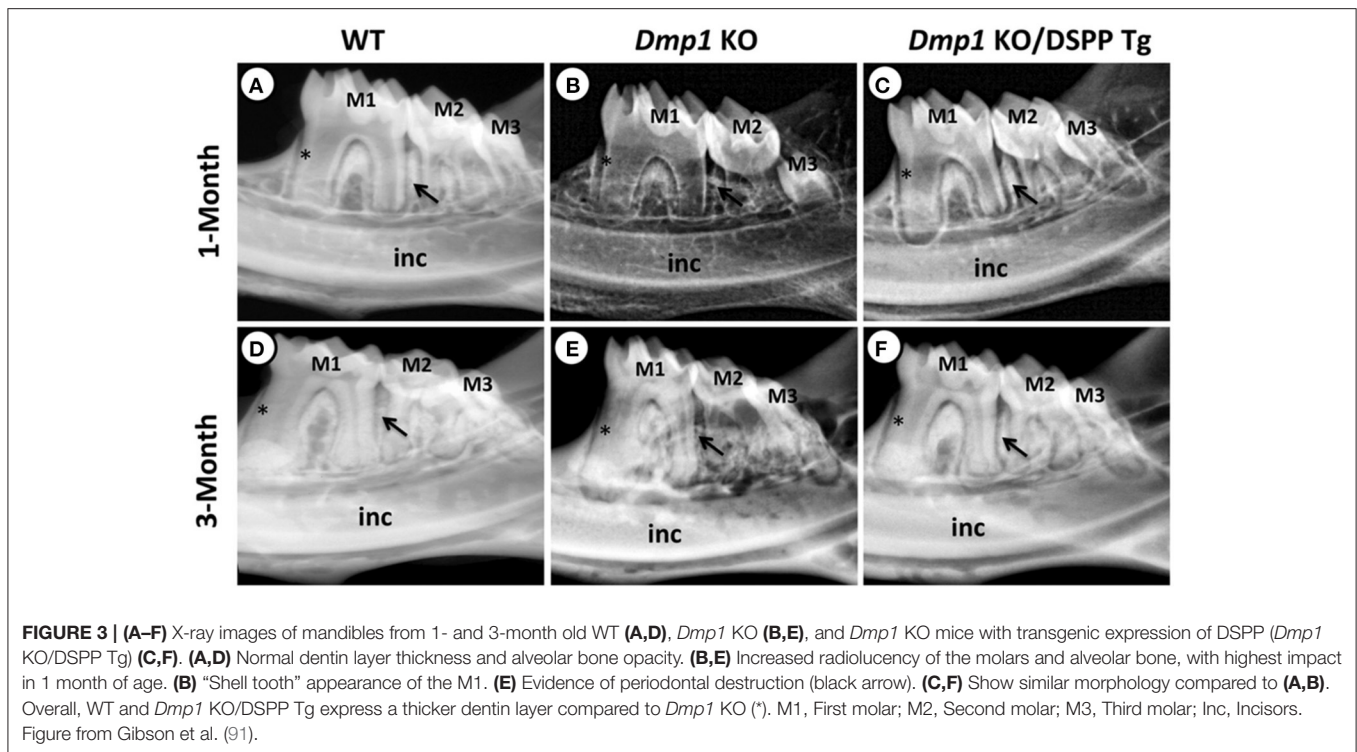 WT Dmp1 KO Dmp1 KO/DSPP Tg
1-Month
A M1 M2 M3 * inc
B M1 M2 M3 * inc
C M1 M2 M3 * inc
3-Month
D M1 M2 M3 * inc
E M1 M2 M3 * inc
F M1 M2 M3 * inc
FIGURE 3 | (A–F) X-ray images of mandibles from 1- and 3-month old WT (A,D), Dmp1 KO (B,E), and Dmp1 KO mice with transgenic expression of DSPP (Dmp1
KO/DSPP Tg) (C,F). (A,D) Normal dentin layer thickness and alveolar bone opacity. (B,E) Increased radiolucency of the molars and alveolar bone, with highest impact
in 1 month of age. (B) “Shell tooth” appearance of the M1. (E) Evidence of periodontal destruction (black arrow). (C,F) Show similar morphology compared to (A,B).
Overall, WT and Dmp1 KO/DSPP Tg express a thicker dentin layer compared to Dmp1 KO (*). M1, First molar; M2, Second molar; M3, Third molar; Inc, Incisors.
Figure from Gibson et al. (91).